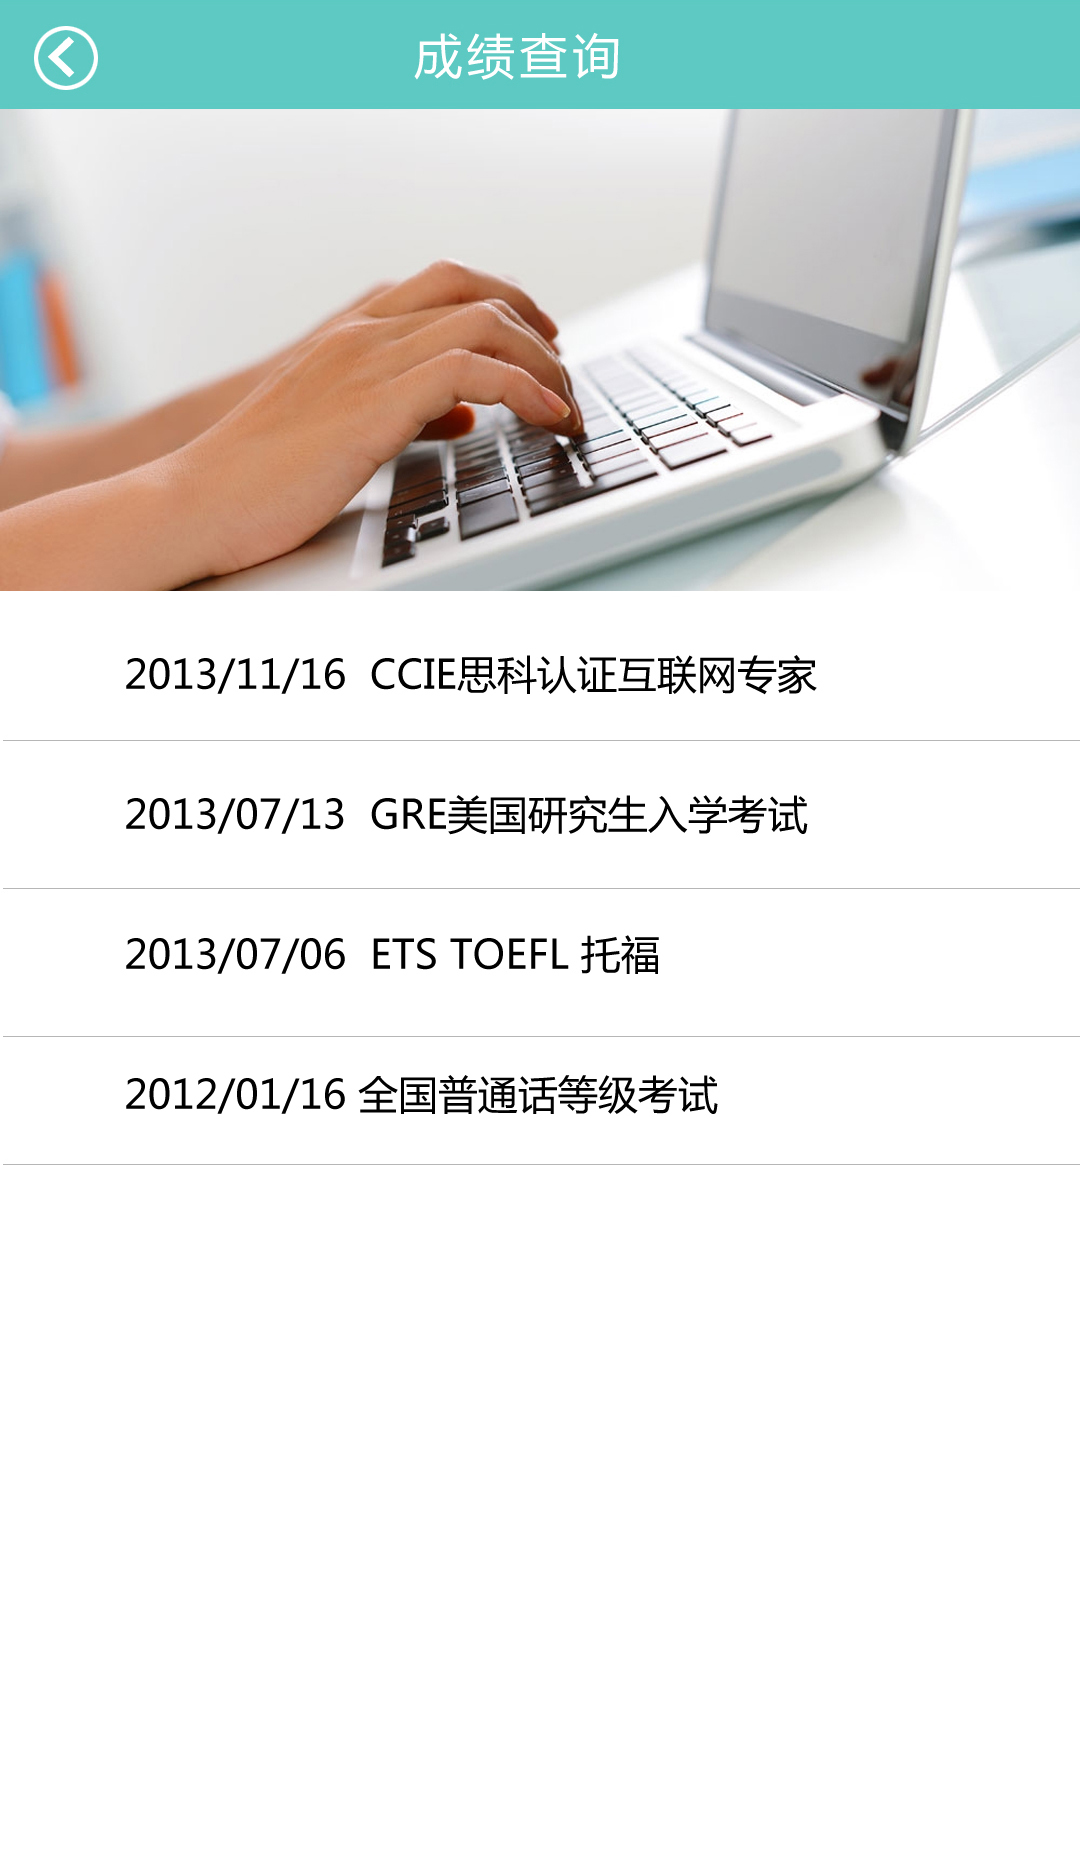 成绩查询
2013/11/16 CCIE思科认证互联网专家
2013/07/13 GRE美国研究生入学考试
2013/07/06 ETS TOEFL 托福
2012/01/16 全国普通话等级考试